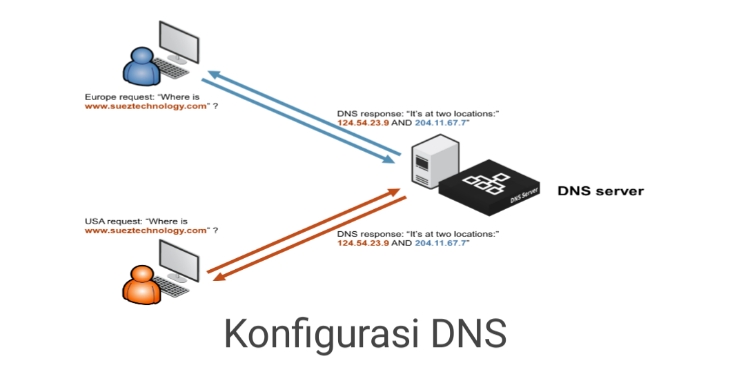 Europe request: "Where is
www.sueztechnology.com" ?
DNS response: "It's at two locations:"
124.54.23.9 AND 204.11.67.7"
DNS Server
DNS server
USA request: "Where is
www.sueztechnology.com" ?
DNS response: "It's at two locations:"
124.54.23.9 AND 204.11.67.7"
Konfigurasi DNS